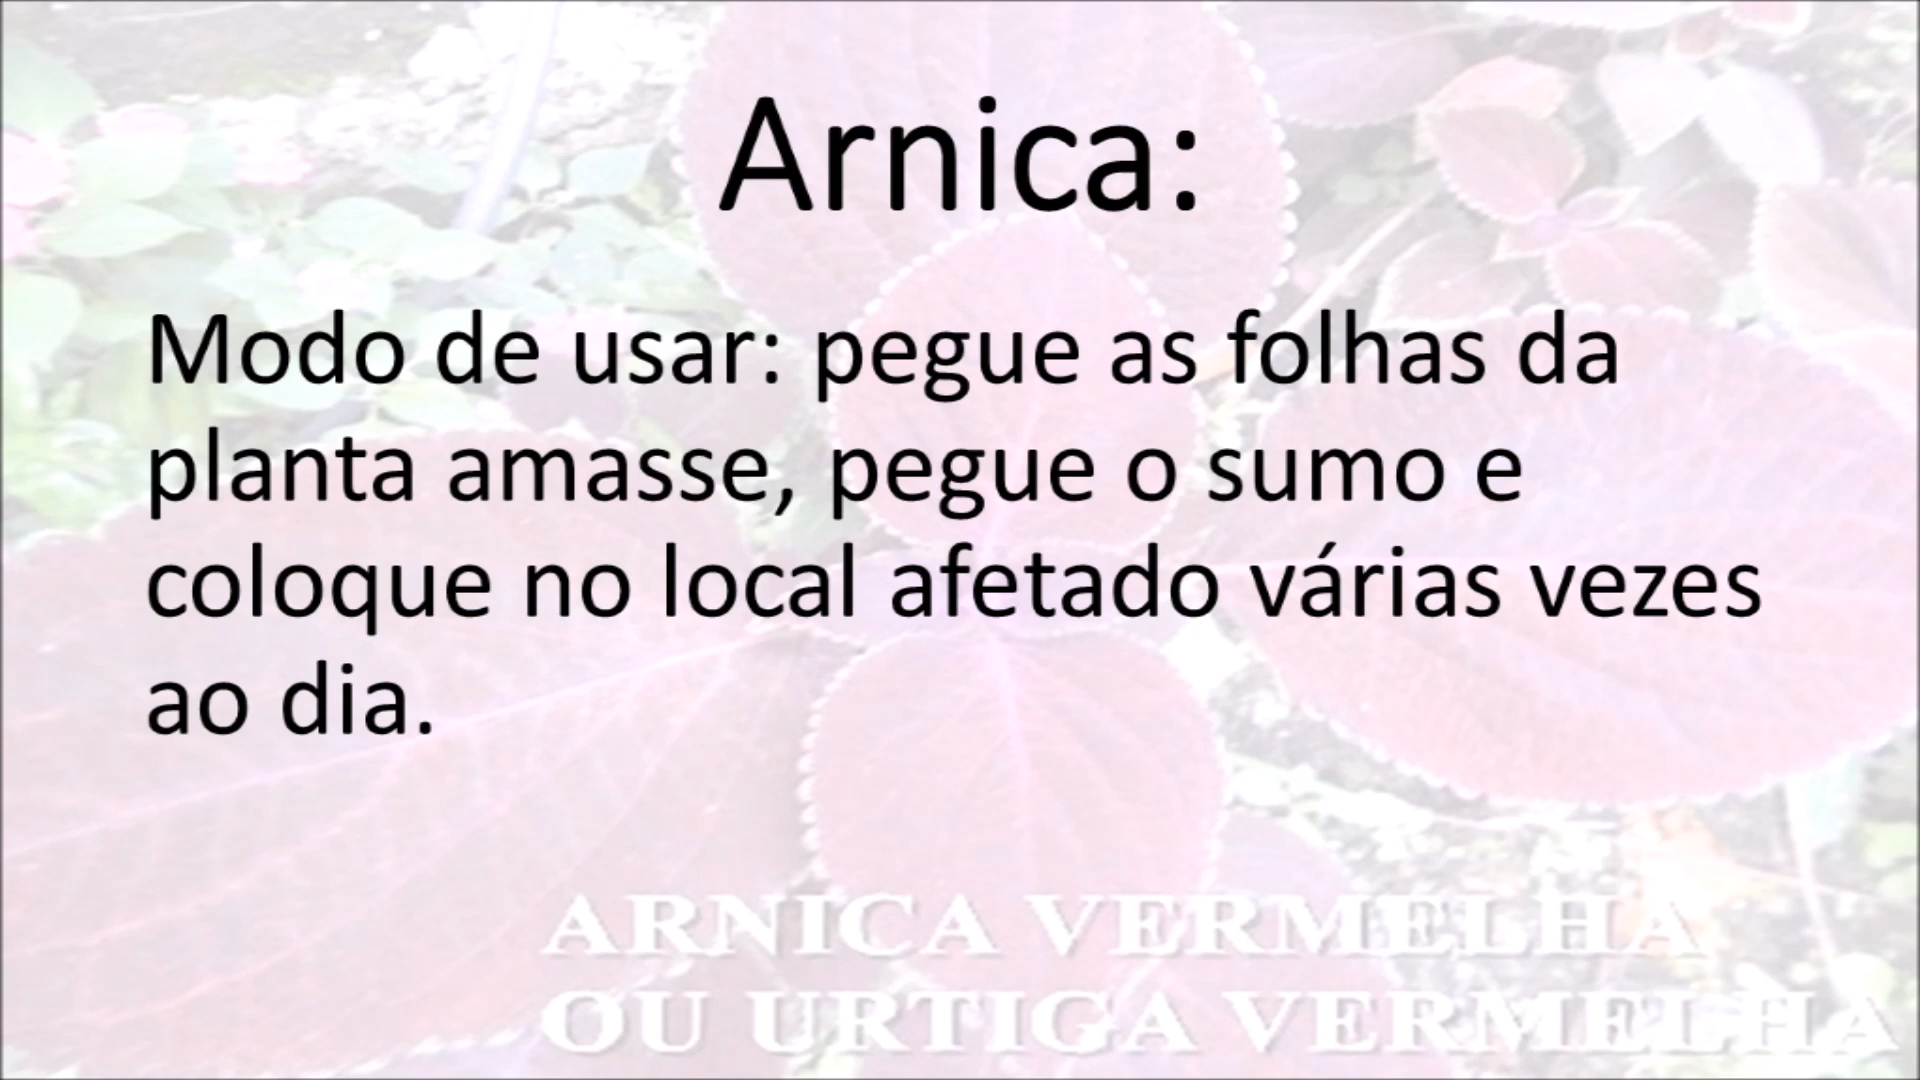 Arnica:
Modo de usar: pegue as folhas da
planta amasse, pegue o sumo e
coloque no local afetado várias vezes
ao dia.
ARNICA VERMELHA
OU URTIGA VERMELHA